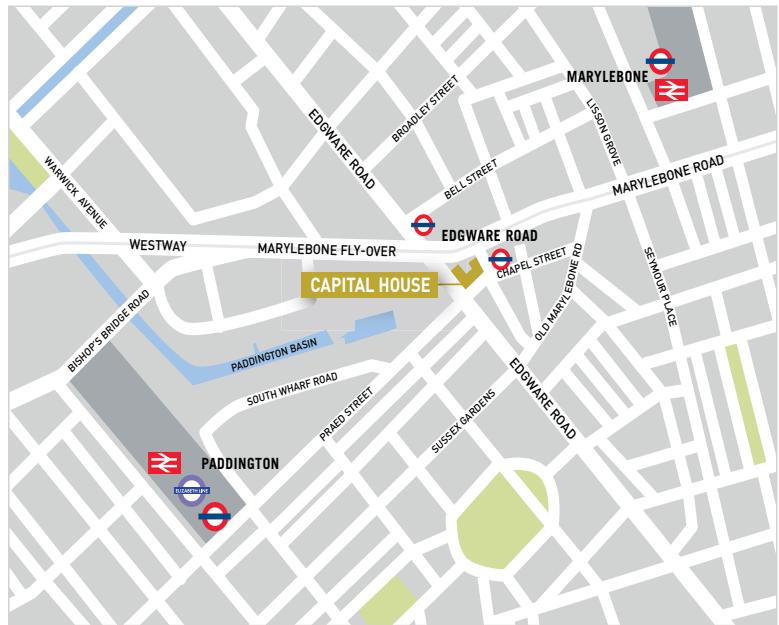 MARYLEBONE
BROADLEY STREET
EDGWARE ROAD
LISSON GROVE
WARWICK AVENUE
BELL STREET
MARYLEBONE ROAD
EDGWARE ROAD
WESTWAY
MARYLEBONE FLY-OVER
CHAPEL STREET
CAPITAL HOUSE
OLD MARYLEBONE RD
SEYMOUR PLACE
BISHOP'S BRIDGE ROAD
PADDINGTON BASIN
SOUTH WHARF ROAD
EDGWARE ROAD
PRAED STREET
SUSSEX GARDENS
PADDINGTON
ELIZABETH LINE